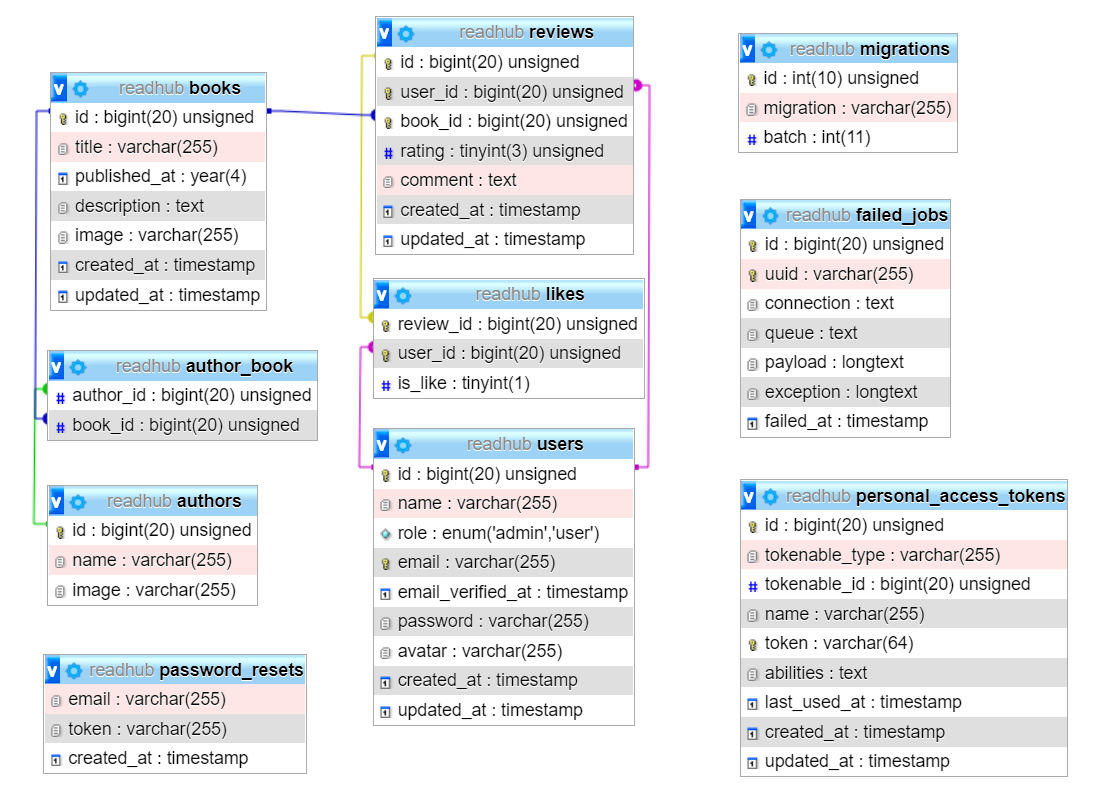 readhub books
id : bigint(20) unsigned
title : varchar(255)
published_at : year(4)
description : text
image : varchar(255)
created_at : timestamp
updated_at : timestamp
readhub author_book
author_id : bigint(20) unsigned
book_id : bigint(20) unsigned
readhub authors
id : bigint(20) unsigned
name : varchar(255)
image : varchar(255)
readhub password_resets
email : varchar(255)
token : varchar(255)
created_at : timestamp
readhub reviews
id : bigint(20) unsigned
user_id : bigint(20) unsigned
book_id : bigint(20) unsigned
rating : tinyint(3) unsigned
comment : text
created_at : timestamp
updated_at : timestamp
readhub likes
review_id : bigint(20) unsigned
user_id : bigint(20) unsigned
is_like : tinyint(1)
readhub users
id : bigint(20) unsigned
name : varchar(255)
role : enum('admin','user')
email : varchar(255)
email_verified_at : timestamp
password : varchar(255)
avatar : varchar(255)
created_at : timestamp
updated_at : timestamp
readhub migrations
id : int(10) unsigned
migration : varchar(255)
batch : int(11)
readhub failed_jobs
id : bigint(20) unsigned
uuid : varchar(255)
connection : text
queue : text
payload : longtext
exception : longtext
failed_at : timestamp
readhub personal_access_tokens
id : bigint(20) unsigned
tokenable_type : varchar(255)
tokenable_id : bigint(20) unsigned
name : varchar(255)
token : varchar(64)
abilities : text
last_used_at : timestamp
created_at : timestamp
updated_at : timestamp